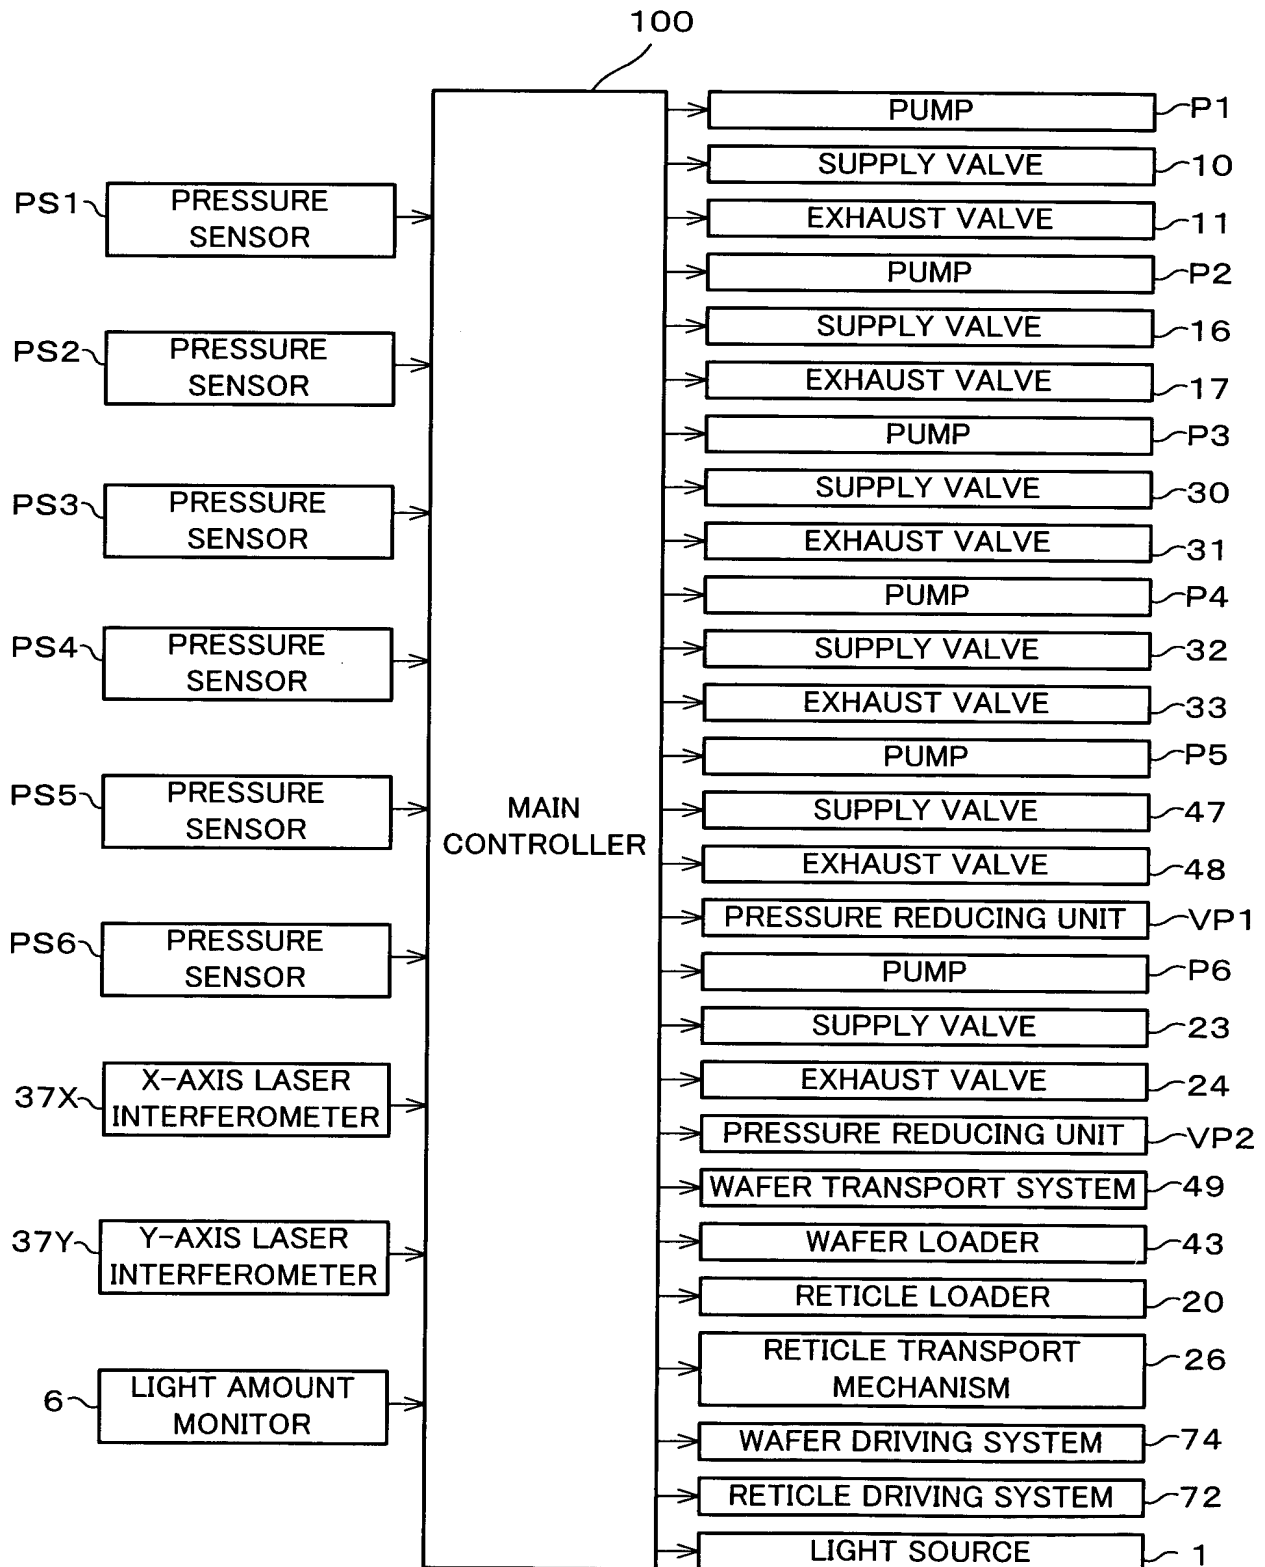 100
PS1
PRESSURE
SENSOR
PS2
PRESSURE
SENSOR
PS3
PRESSURE
SENSOR
PS4
PRESSURE
SENSOR
PS5
PRESSURE
SENSOR
PS6
PRESSURE
SENSOR
37X
X-AXIS LASER
INTERFEROMETER
37Y
Y-AXIS LASER
INTERFEROMETER
6
LIGHT AMOUNT
MONITOR
MAIN
CONTROLLER
PUMP P1
SUPPLY VALVE 10
EXHAUST VALVE 11
PUMP P2
SUPPLY VALVE 16
EXHAUST VALVE 17
PUMP P3
SUPPLY VALVE 30
EXHAUST VALVE 31
PUMP P4
SUPPLY VALVE 32
EXHAUST VALVE 33
PUMP P5
SUPPLY VALVE 47
EXHAUST VALVE 48
PRESSURE REDUCING UNIT VP1
PUMP P6
SUPPLY VALVE 23
EXHAUST VALVE 24
PRESSURE REDUCING UNIT VP2
WAFER TRANSPORT SYSTEM 49
WAFER LOADER 43
RETICLE LOADER 20
RETICLE TRANSPORT
MECHANISM
26
WAFER DRIVING SYSTEM 74
RETICLE DRIVING SYSTEM 72
LIGHT SOURCE 1